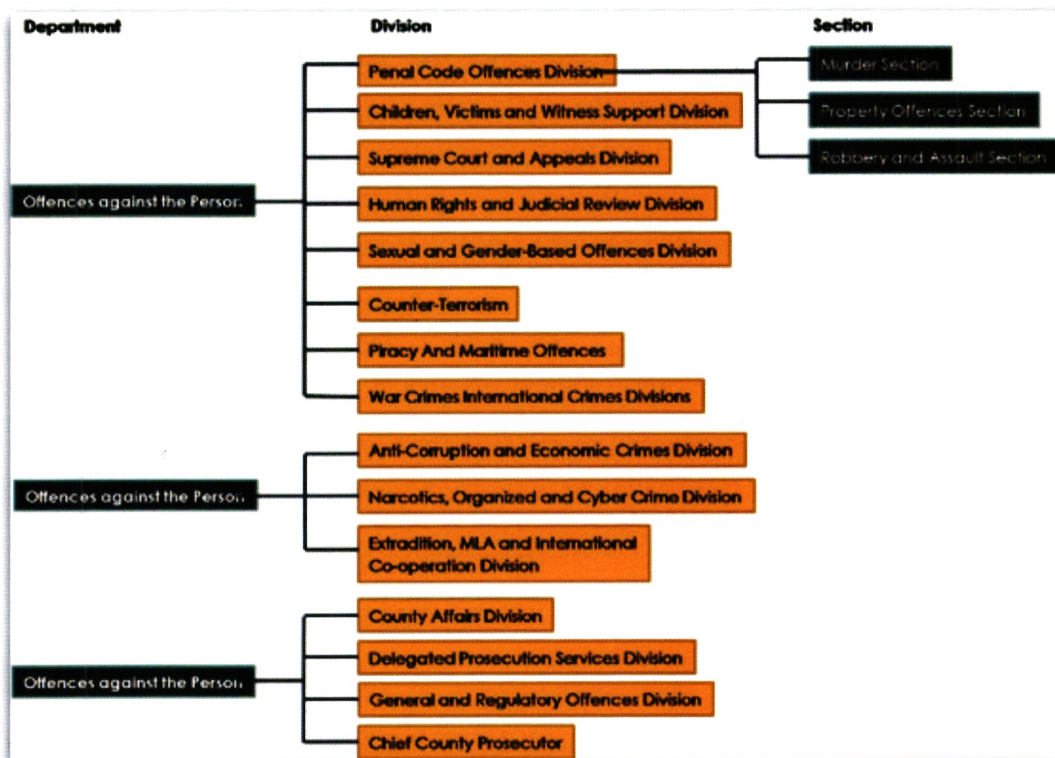 Department Division Section
Penal Code Offences Division
Murder Section
Children, Victims and Witness Support Division
Property Offences Section
Supreme Court and Appeals Division
Robbery and Assault Section
Offences against the Person.
Human Rights and Judicial Review Division
Sexual and Gender-Based Offences Division
Counter-Terrorism
Piracy And Maritime Offences
War Crimes International Crimes Divisions
Anti-Corruption and Economic Crimes Division
Offences against the Person.
Narcotics, Organized and Cyber Crime Division
Extradition, MLA and International
Co-operation Division
County Affairs Division
Delegated Prosecution Services Division
Offences against the Person.
General and Regulatory Offences Division
Chief County Prosecutor